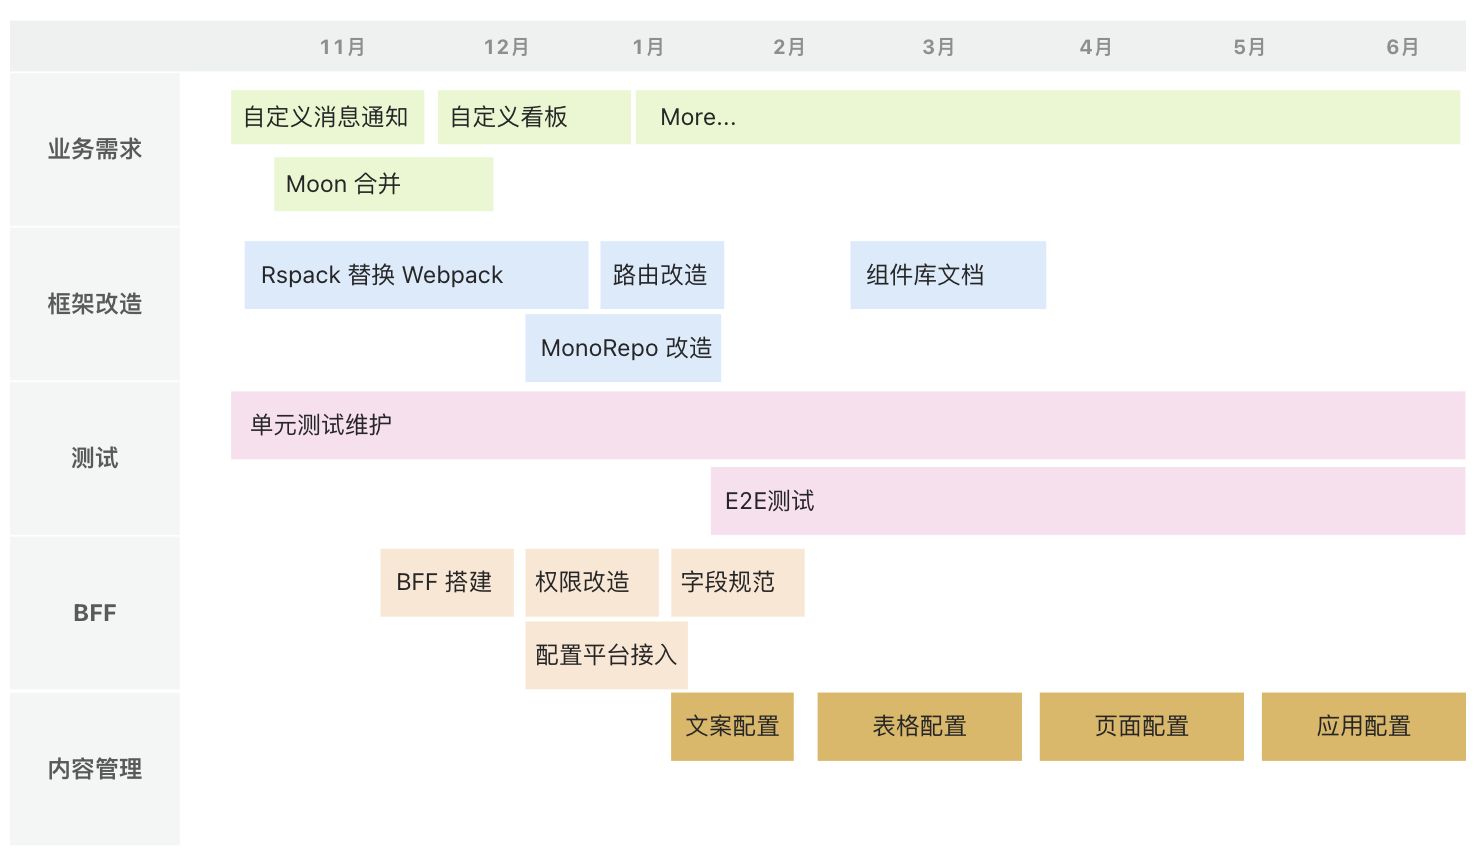 11月 12月 1月 2月 3月 4月 5月 6月
业务需求
自定义消息通知 自定义看板 More...
Moon 合并
框架改造
Rspack 替换 Webpack 路由改造 组件库文档
MonoRepo 改造
测试
单元测试维护
E2E测试
BFF
BFF 搭建 权限改造 字段规范
配置平台接入
内容管理
文案配置 表格配置 页面配置 应用配置